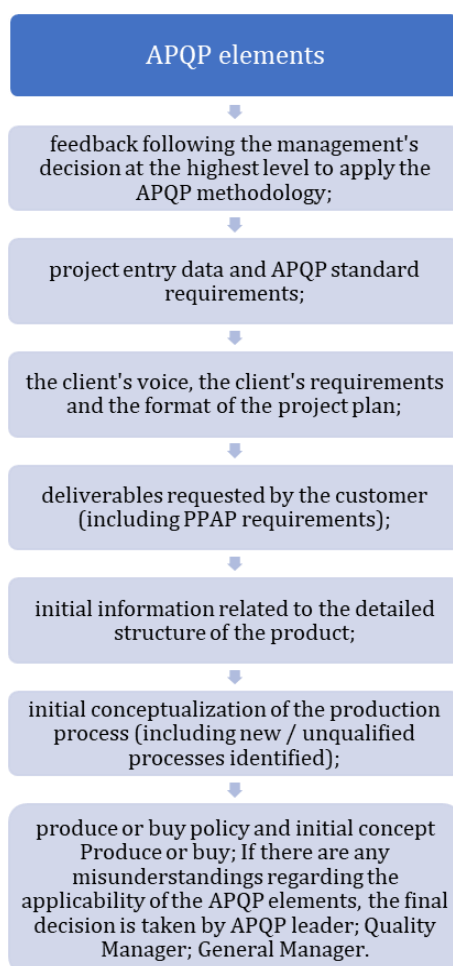 APQP elements
feedback following the management's
decision at the highest level to apply the
APQP methodology;
project entry data and APQP standard
requirements;
the client's voice, the client's requirements
and the format of the project plan;
deliverables requested by the customer
(including PPAP requirements);
initial information related to the detailed
structure of the product;
initial conceptualization of the production
process (including new / unqualified
processes identified);
produce or buy policy and initial concept
Produce or buy; If there are any
misunderstandings regarding the
applicability of the APQP elements, the final
decision is taken by APQP leader; Quality
Manager; General Manager.